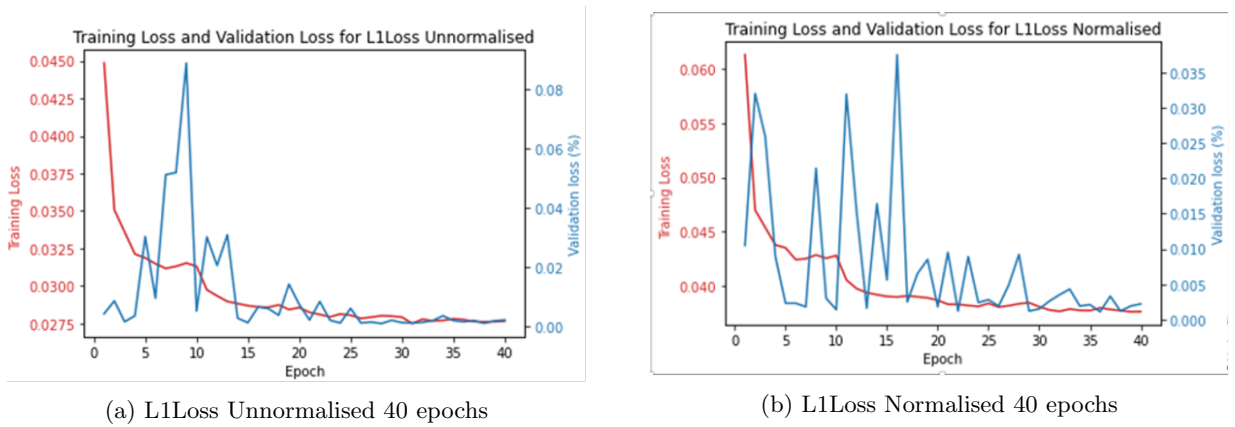 Training Loss and Validation Loss for L1Loss Unnormalised
0.0450
0.0425
0.0400
0.0375
0.0350
0.0325
0.0300
0.0275
Training Loss
0.08
0.06
0.04
0.02
0.00
Validation loss (%)
0 5 10 15 20 25 30 35 40
Epoch
(a) L1Loss Unnormalised 40 epochs
Training Loss and Validation Loss for L1Loss Normalised
0.060
0.055
0.050
0.045
0.040
Training Loss
0.035
0.030
0.025
0.020
0.015
0.010
0.005
0.000
Validation loss (%)
0 5 10 15 20 25 30 35 40
Epoch
(b) L1Loss Normalised 40 epochs